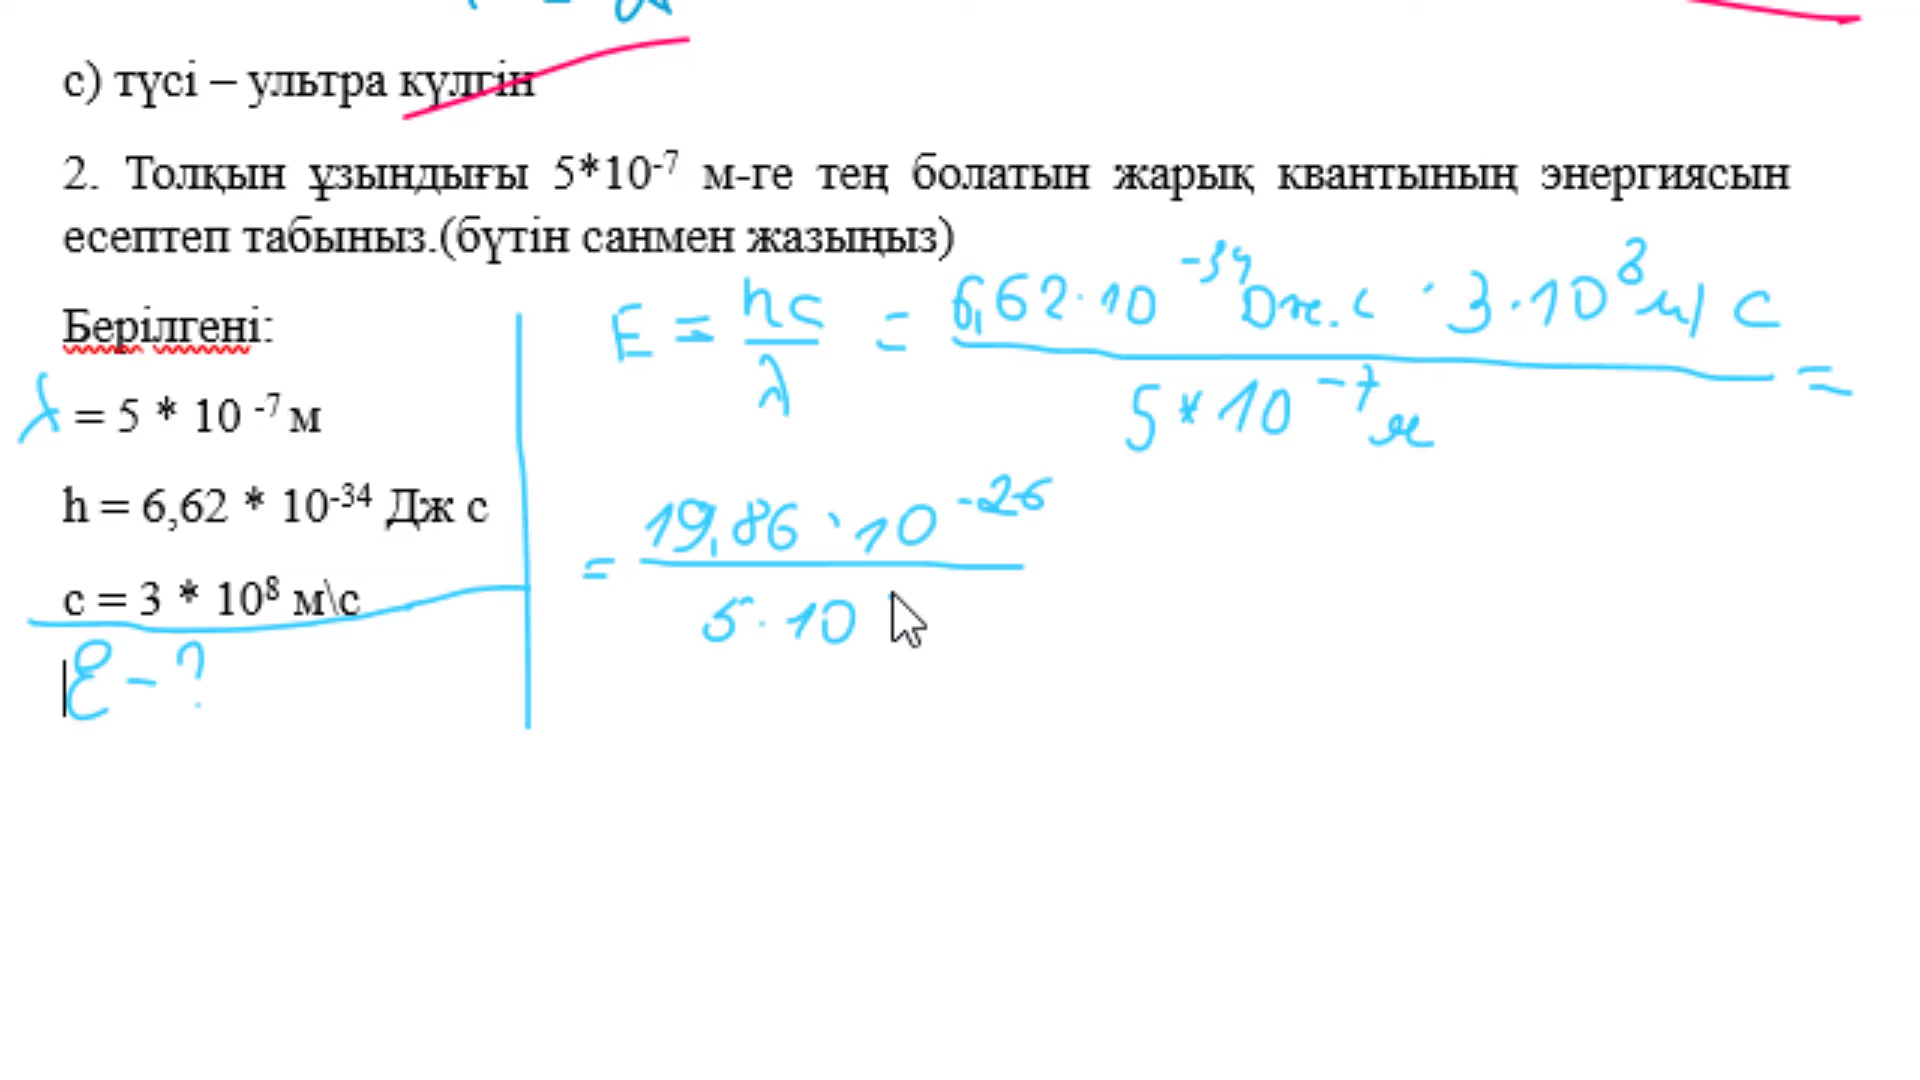 с) түсі – ультра күлгін
2. Толқын ұзындығы 5*10⁻⁷ м-ге тең болатын жарық квантының энергиясын
есептеп табыныз.(бүтін санмен жазыңыз)
Берілгені:
λ = 5 * 10 ⁻⁷ м
h = 6,62 * 10⁻³⁴ Дж с
c = 3 * 10⁸ м\с
E - ?
E = hc / λ = 6,62 · 10⁻³⁴ Дж · с · 3 · 10⁸ м/с / 5 * 10⁻⁷ м =
= 19,86 · 10⁻²⁶ / 5 · 10